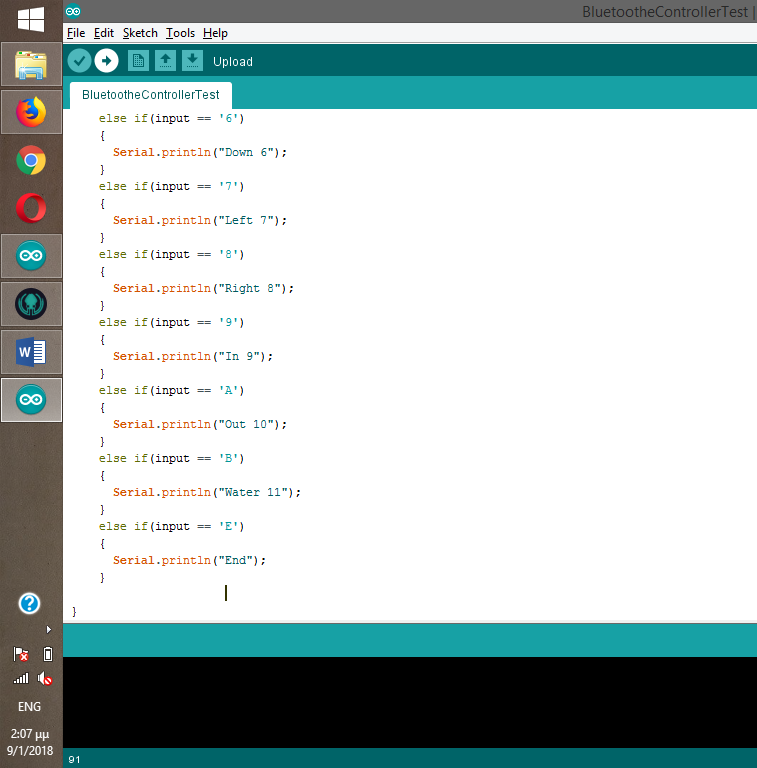 BluetootheControllerTest |
File Edit Sketch Tools Help
Upload
BluetootheControllerTest
else if(input == '6')
{
Serial.println("Down 6");
}
else if(input == '7')
{
Serial.println("Left 7");
}
else if(input == '8')
{
Serial.println("Right 8");
}
else if(input == '9')
{
Serial.println("In 9");
}
else if(input == 'A')
{
Serial.println("Out 10");
}
else if(input == 'B')
{
Serial.println("Water 11");
}
else if(input == 'E')
{
Serial.println("End");
}
}
91
W
?
ENG
2:07 μμ
9/1/2018